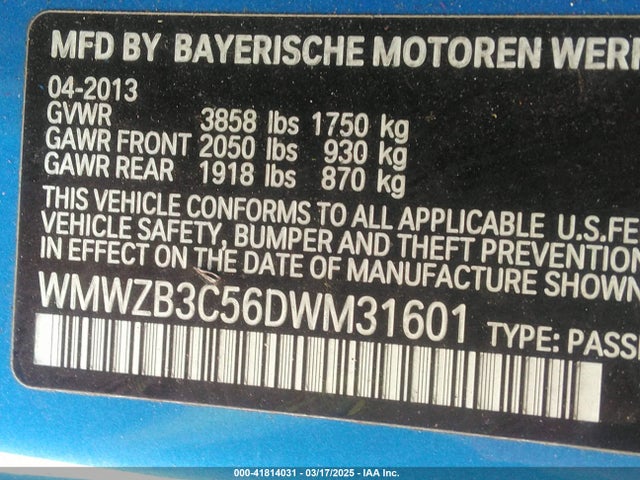 MFD BY BAYERISCHE MOTOREN WER
04-2013
GVWR 3858 lbs 1750 kg
GAWR FRONT 2050 lbs 930 kg
GAWR REAR 1918 lbs 870 kg
THIS VEHICLE CONFORMS TO ALL APPLICABLE U.S.FE
VEHICLE SAFETY, BUMPER AND THEFT PREVENTION
IN EFFECT ON THE DATE OF MANUFACTURE SHOWN
WMWZB3C56DWM31601 TYPE: PASS
000-41814031 - 03/17/2025 - IAA Inc.